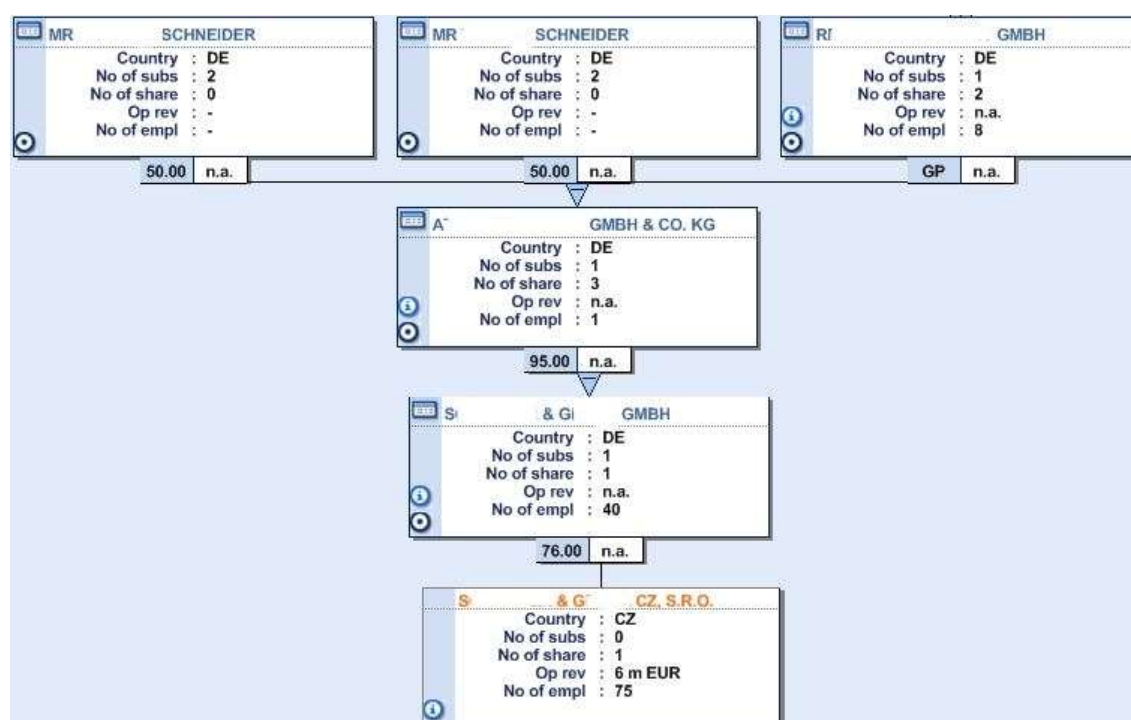 MR SCHNEIDER
Country : DE
No of subs : 2
No of share : 0
Op rev : -
No of empl : -
50.00 n.a.
MR SCHNEIDER
Country : DE
No of subs : 2
No of share : 0
Op rev : -
No of empl : -
50.00 n.a.
GMBH
Country : DE
No of subs : 1
No of share : 2
Op rev : n.a.
No of empl : 8
GP n.a.
GMBH & CO. KG
Country : DE
No of subs : 1
No of share : 3
Op rev : n.a.
No of empl : 1
95.00 n.a.
& GMBH
Country : DE
No of subs : 1
No of share : 1
Op rev : n.a.
No of empl : 40
76.00 n.a.
& CZ, S.R.O.
Country : CZ
No of subs : 0
No of share : 1
Op rev : 6 m EUR
No of empl : 75